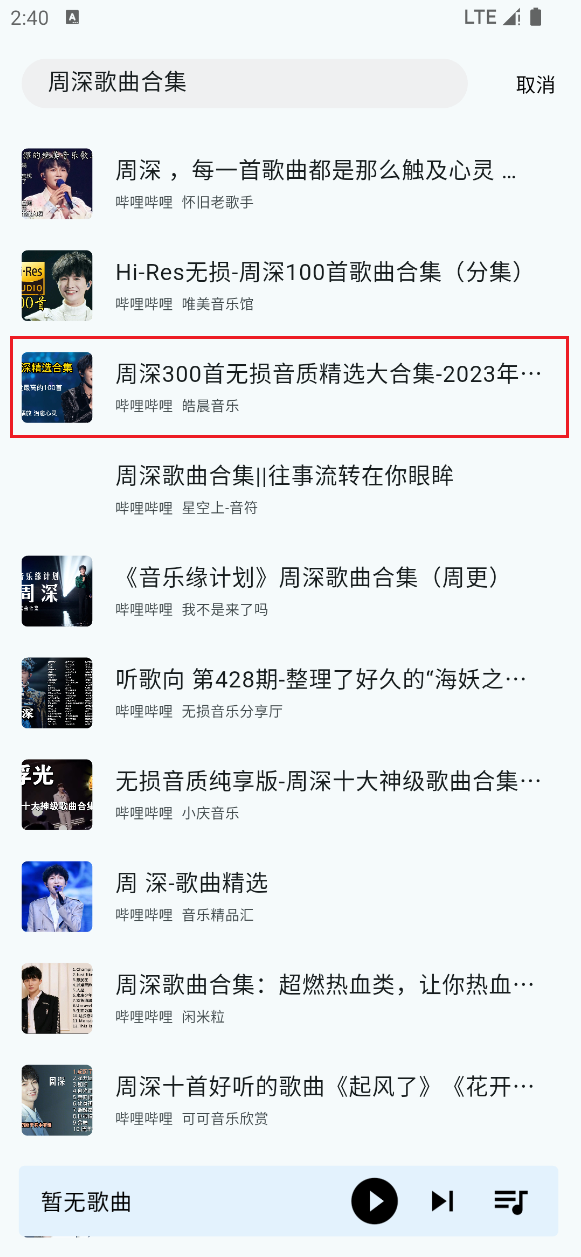 2:40 A LTE
周深歌曲合集 取消
周深 ，每一首歌曲都是那么触及心灵 ...
哔哩哔哩 怀旧老歌手
Hi-Res无损-周深100首歌曲合集（分集）
哔哩哔哩 唯美音乐馆
周深300首无损音质精选大合集-2023年…
哔哩哔哩 皓晨音乐
周深歌曲合集||往事流转在你眼眸
哔哩哔哩 星空上-音符
《音乐缘计划》周深歌曲合集（周更）
哔哩哔哩 我不是来了吗
听歌向 第428期-整理了好久的“海妖之…
哔哩哔哩 无损音乐分享厅
无损音质纯享版-周深十大神级歌曲合集…
哔哩哔哩 小庆音乐
周 深-歌曲精选
哔哩哔哩 音乐精品汇
周深歌曲合集：超燃热血类，让你热血…
哔哩哔哩 闲米粒
周深十首好听的歌曲《起风了》《花开…
哔哩哔哩 可可音乐欣赏
暂无歌曲